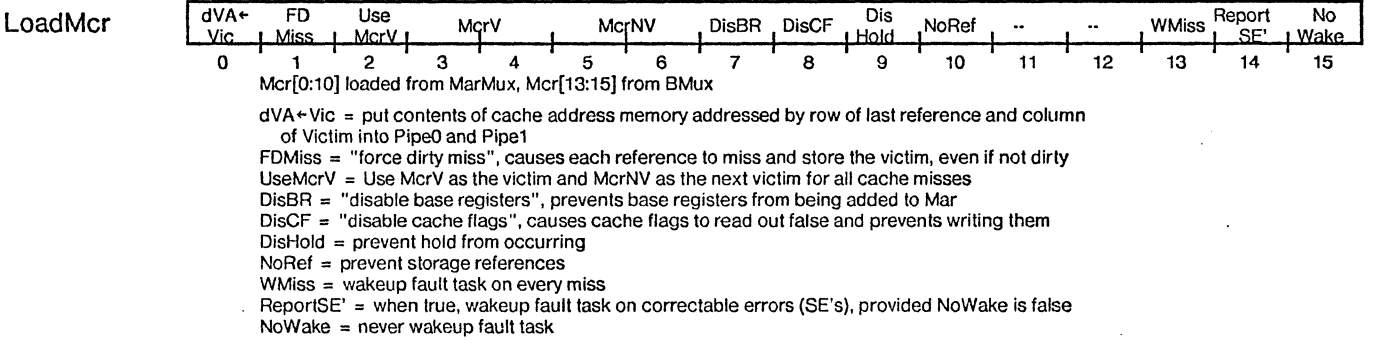 LoadMcr
dVA← Vic FD Miss Use McrV McrV McrNV DisBR DisCF Dis Hold NoRef -- -- WMiss Report SE' No Wake
0 1 2 3 4 5 6 7 8 9 10 11 12 13 14 15
Mcr[0:10] loaded from MarMux, Mcr[13:15] from BMux
dVA←Vic = put contents of cache address memory addressed by row of last reference and column
of Victim into Pipe0 and Pipe1
FDMiss = "force dirty miss", causes each reference to miss and store the victim, even if not dirty
UseMcrV = Use McrV as the victim and McrNV as the next victim for all cache misses
DisBR = "disable base registers", prevents base registers from being added to Mar
DisCF = "disable cache flags", causes cache flags to read out false and prevents writing them
DisHold = prevent hold from occurring
NoRef = prevent storage references
WMiss = wakeup fault task on every miss
ReportSE' = when true, wakeup fault task on correctable errors (SE's), provided NoWake is false
NoWake = never wakeup fault task